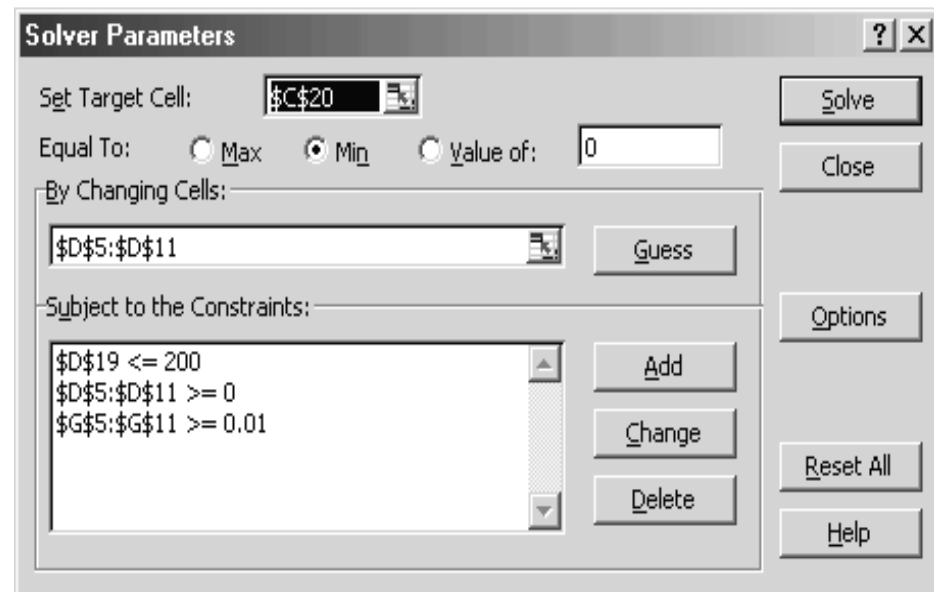 Solver Parameters
? X
Set Target Cell: $C$20
Solve
Equal To: Max Min Value of: 0
Close
By Changing Cells:
$D$5:$D$11
Guess
Subject to the Constraints:
Options
$D$19 <= 200
Add
$D$5:$D$11 >= 0
$G$5:$G$11 >= 0.01
Change
Reset All
Delete
Help